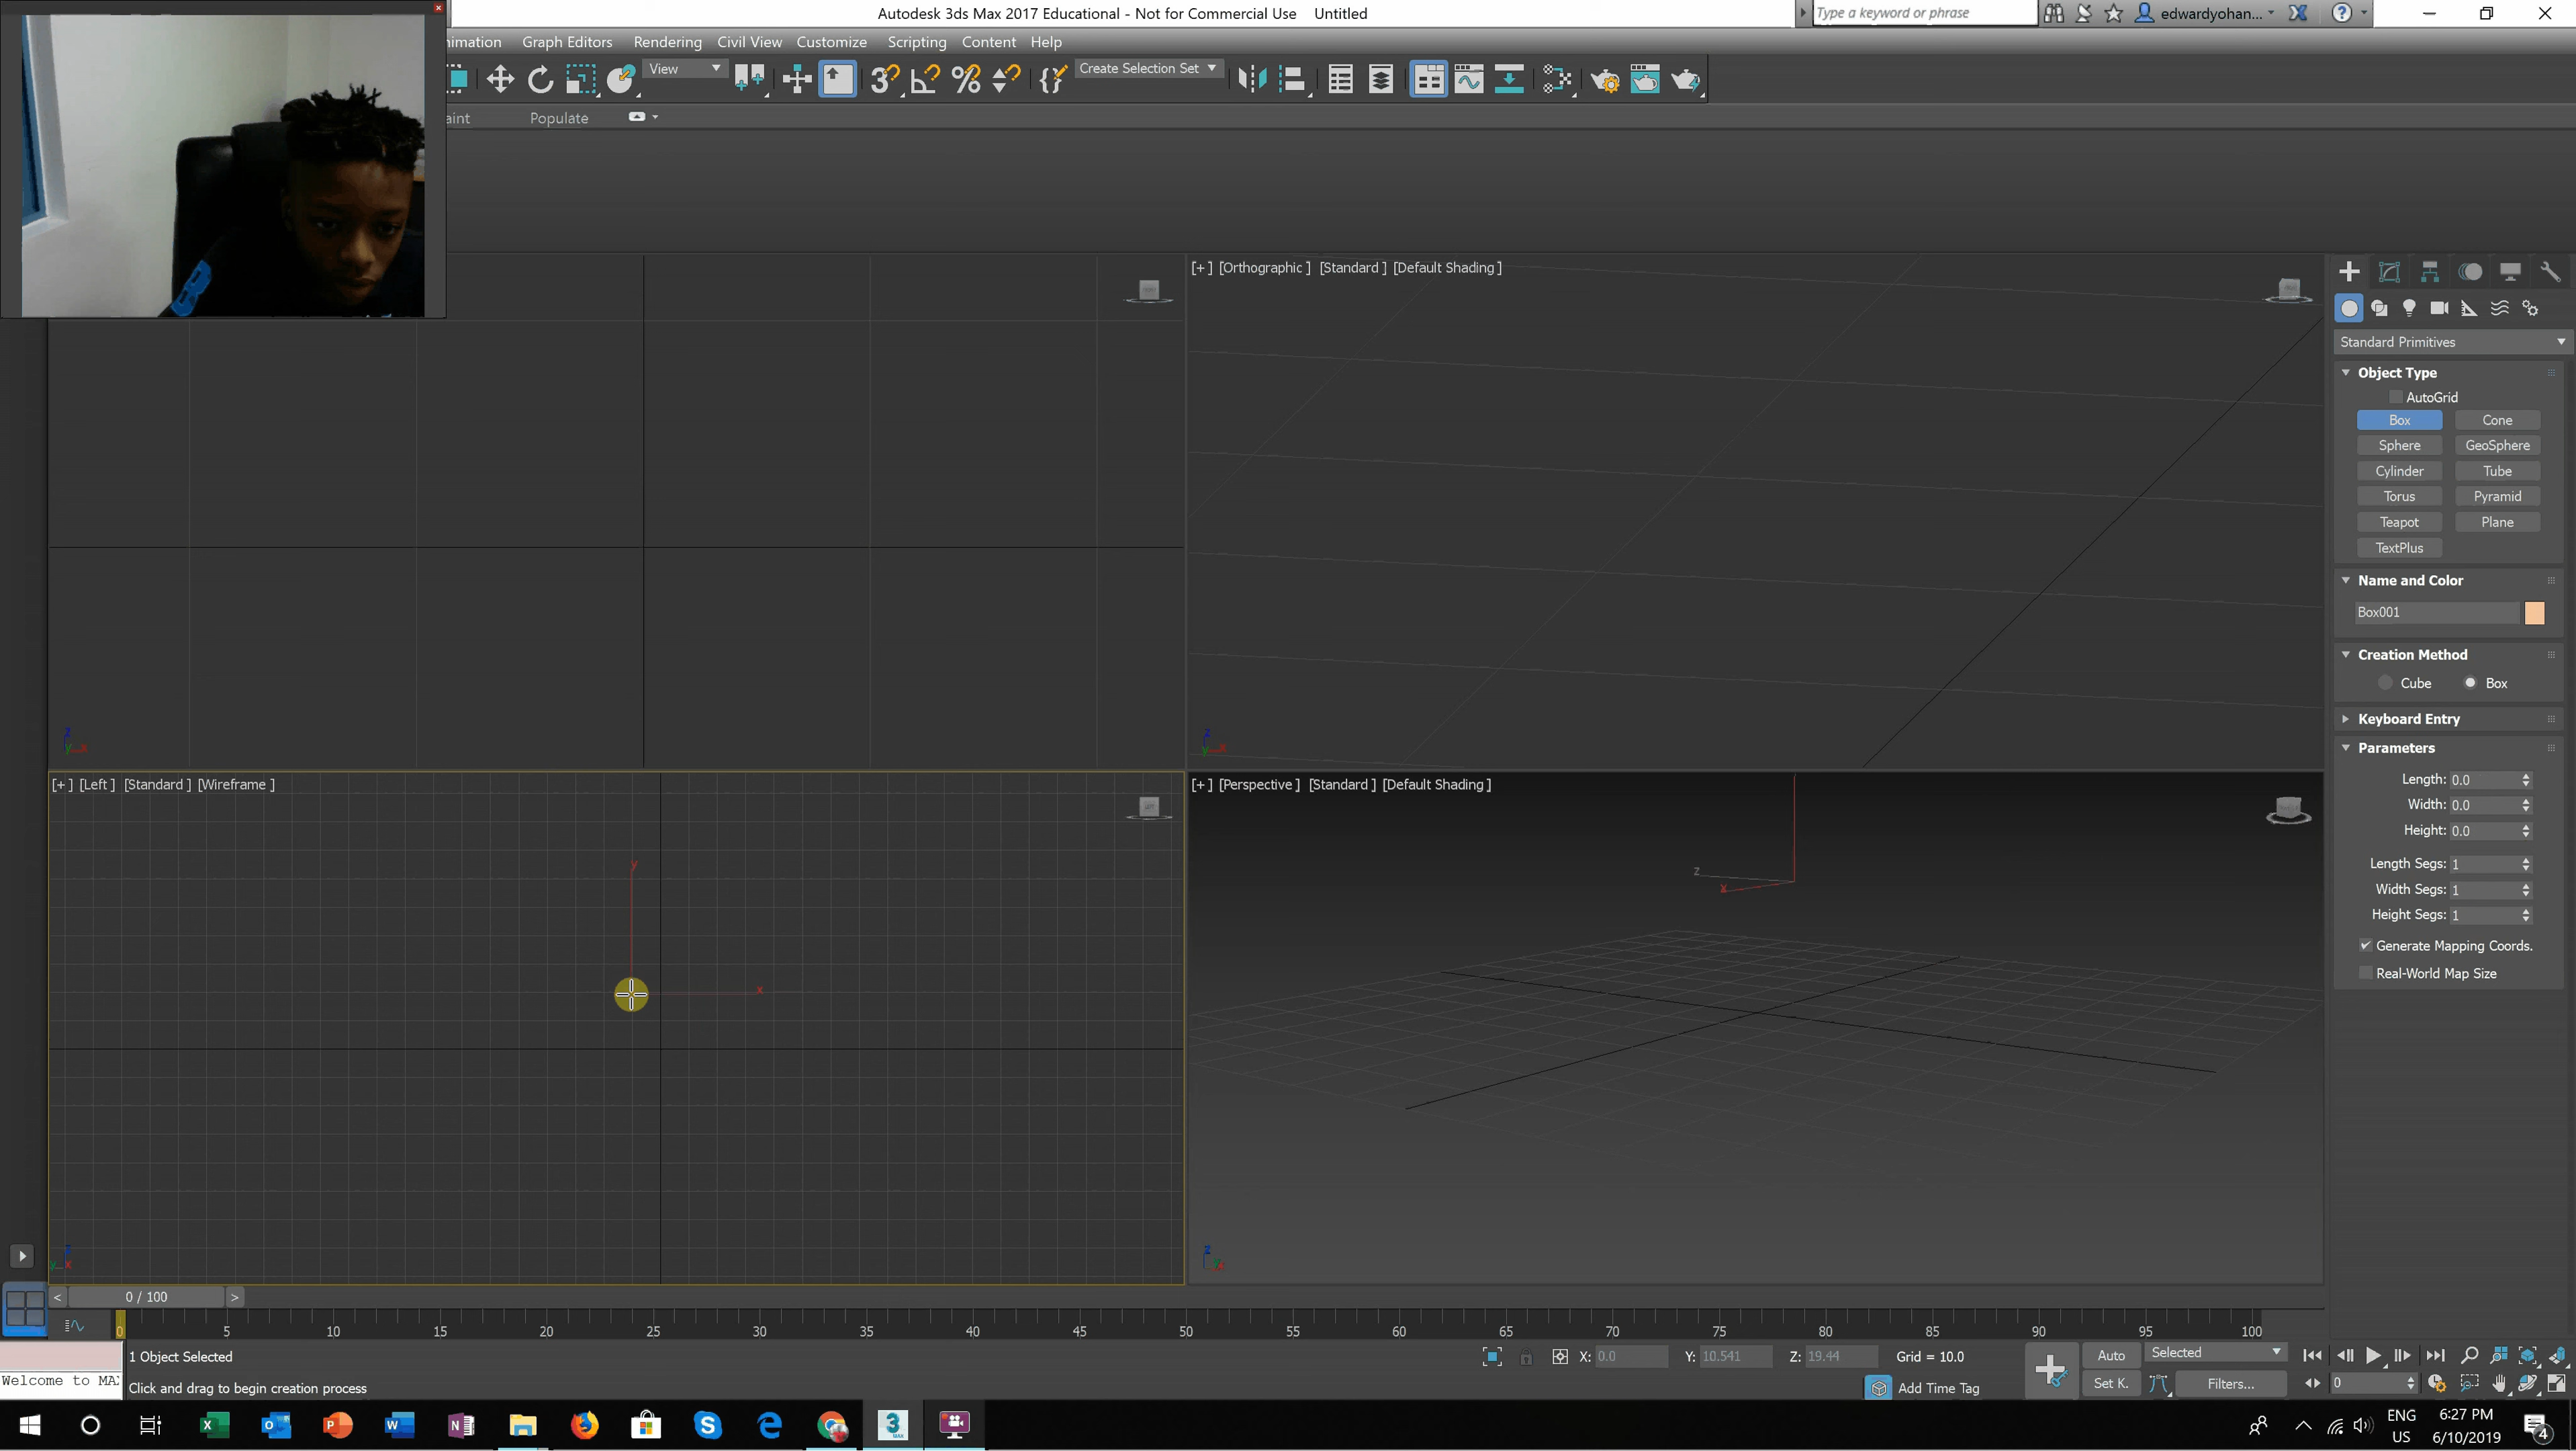 Autodesk 3ds Max 2017 Educational - Not for Commercial Use Untitled
Type a keyword or phrase
edwardyohan...
imation Graph Editors Rendering Civil View Customize Scripting Content Help
View
Create Selection Set
aint Populate
[+] [Orthographic ] [Standard ] [Default Shading ]
Standard Primitives
Object Type
AutoGrid
Box Cone
Sphere GeoSphere
Cylinder Tube
Torus Pyramid
Teapot Plane
TextPlus
Name and Color
Box001
Creation Method
Cube Box
Keyboard Entry
Parameters
Length: 0.0
Width: 0.0
Height: 0.0
Length Segs: 1
Width Segs: 1
Height Segs: 1
Generate Mapping Coords.
Real-World Map Size
z
y x
z
y x
[+] [Left ] [Standard ] [Wireframe ]
[+] [Perspective ] [Standard ] [Default Shading ]
y
x
z
x
y x
z
< 0 / 100 >
0 5 10 15 20 25 30 35 40 45 50 55 60 65 70 75 80 85 90 95 100
1 Object Selected
X: 0.0 Y: 10.541 Z: 19.44 Grid = 10.0
Auto Selected
Welcome to MAX
Click and drag to begin creation process
Add Time Tag
Set K. Filters... 0
ENG
US
6:27 PM
6/10/2019
4